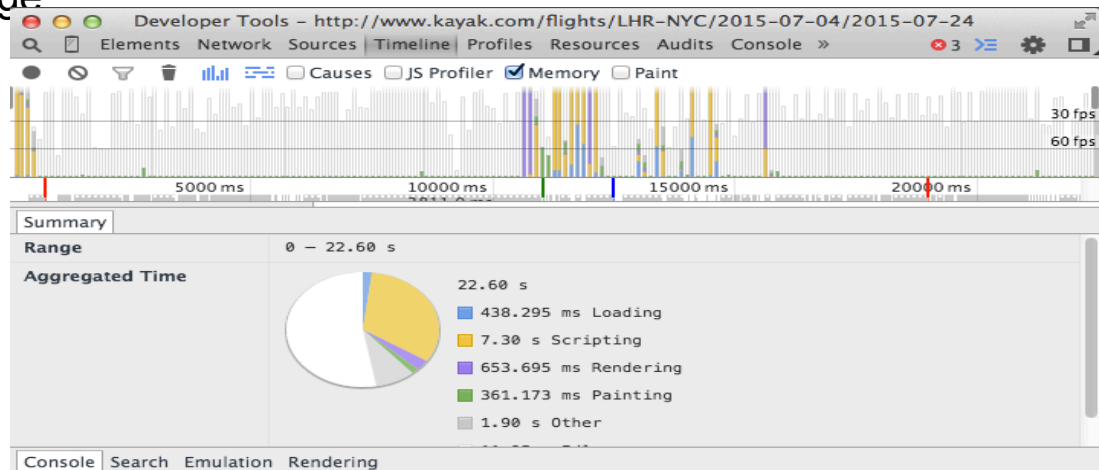 Developer Tools - http://www.kayak.com/flights/LHR-NYC/2015-07-04/2015-07-24
Elements Network Sources Timeline Profiles Resources Audits Console » 3
Causes JS Profiler Memory Paint
30 fps
60 fps
5000 ms 10000 ms 15000 ms 20000 ms
Summary
Range 0 – 22.60 s
Aggregated Time
22.60 s
438.295 ms Loading
7.30 s Scripting
653.695 ms Rendering
361.173 ms Painting
1.90 s Other
Console Search Emulation Rendering